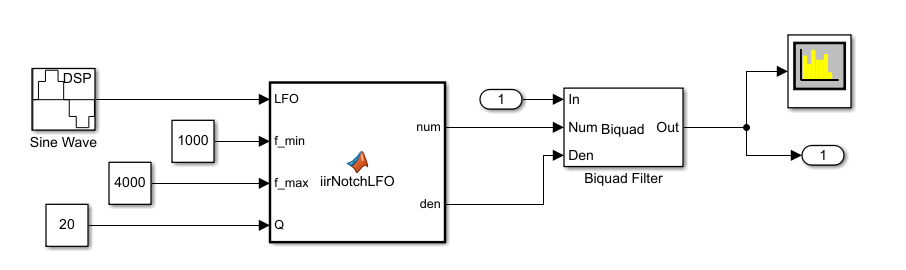 DSP
Sine Wave
1000
4000
20
LFO
f_min
f_max
Q
num
den
iirNotchLFO
1
In
Num
Den
Biquad
Out
Biquad Filter
1